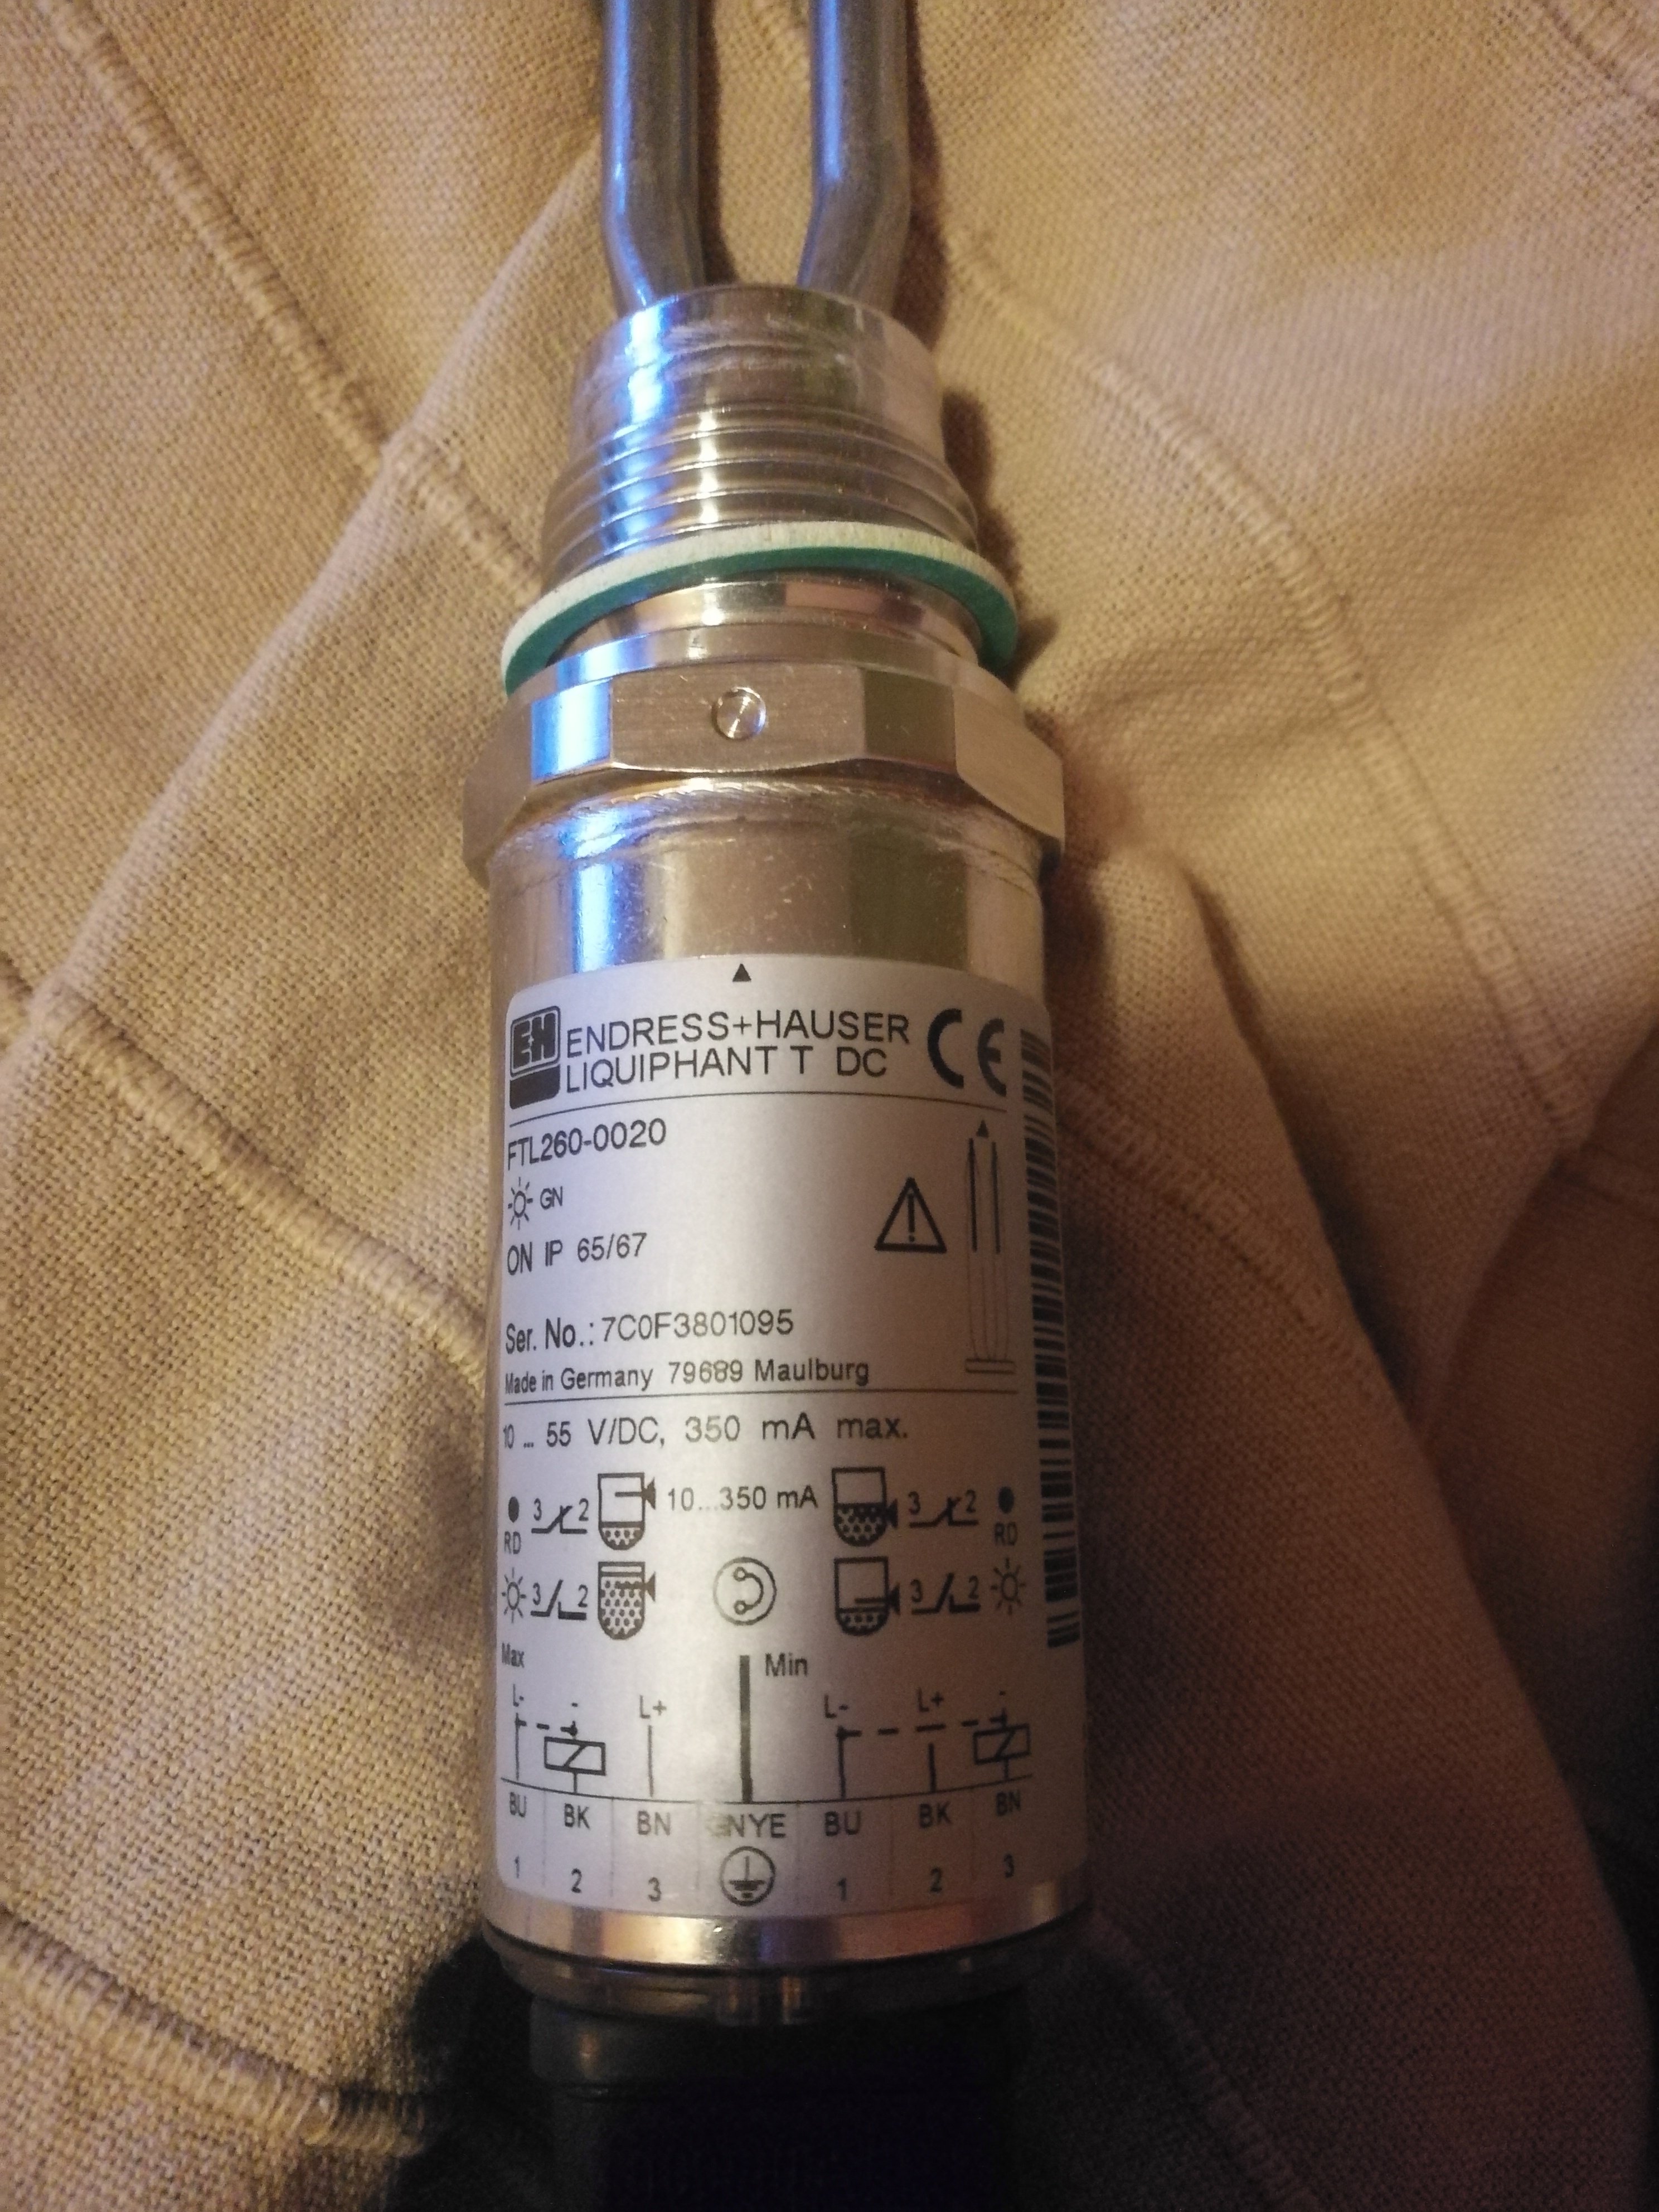 EH ENDRESS+HAUSER CE
LIQUIPHANT T DC
FTL260-0020
GN
ON IP 65/67
Ser. No.: 7C0F3801095
Made in Germany 79689 Maulburg
10 ... 55 V/DC, 350 mA max.
3 2 10...350 mA 3 2
RD RD
3 2 3 2
Max Min
L- - L+ L- L+ -
BU BK BN GNYE BU BK BN
1 2 3 1 2 3